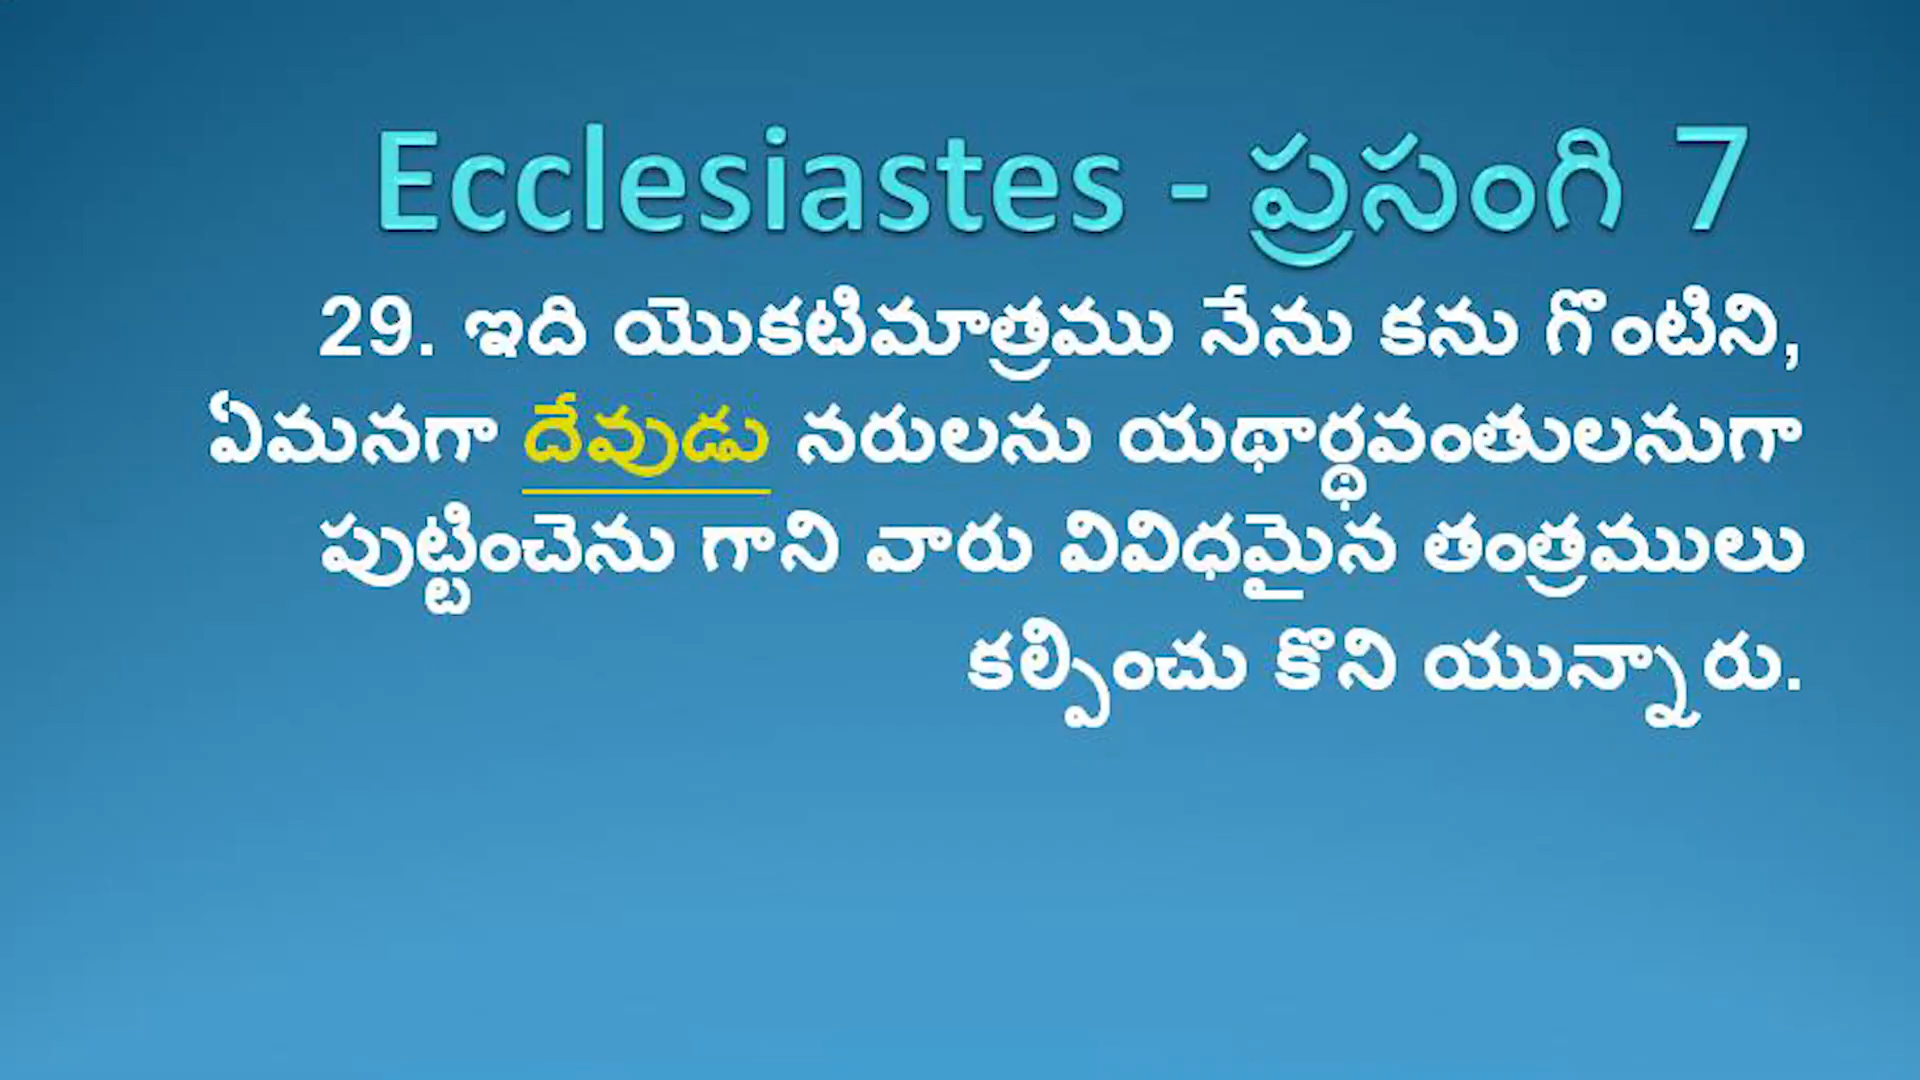 Ecclesiastes - ప్రసంగి 7
29. ఇది యొకటిమాత్రము నేను కను గొంటిని,
ఏమనగా దేవుడు నరులను యథార్థవంతులనుగా
పుట్టించెను గాని వారు వివిధమైన తంత్రములు
కల్పించు కొని యున్నారు.